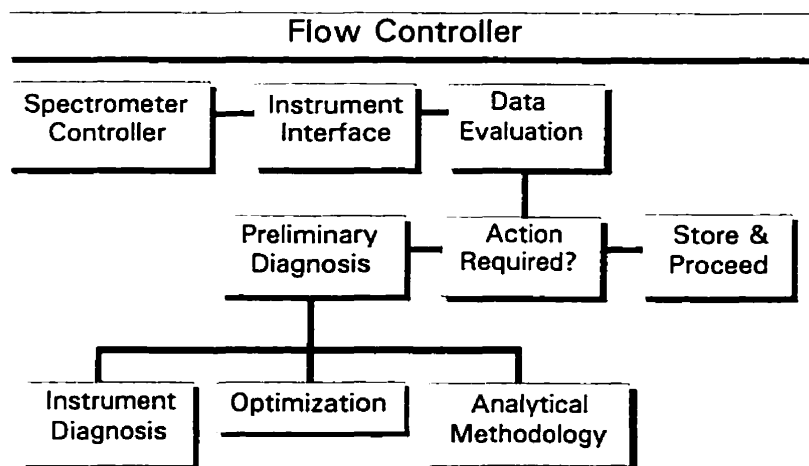 Flow Controller
Spectrometer
Controller
Instrument
Interface
Data
Evaluation
Preliminary
Diagnosis
Action
Required?
Store &
Proceed
Instrument
Diagnosis
Optimization
Analytical
Methodology